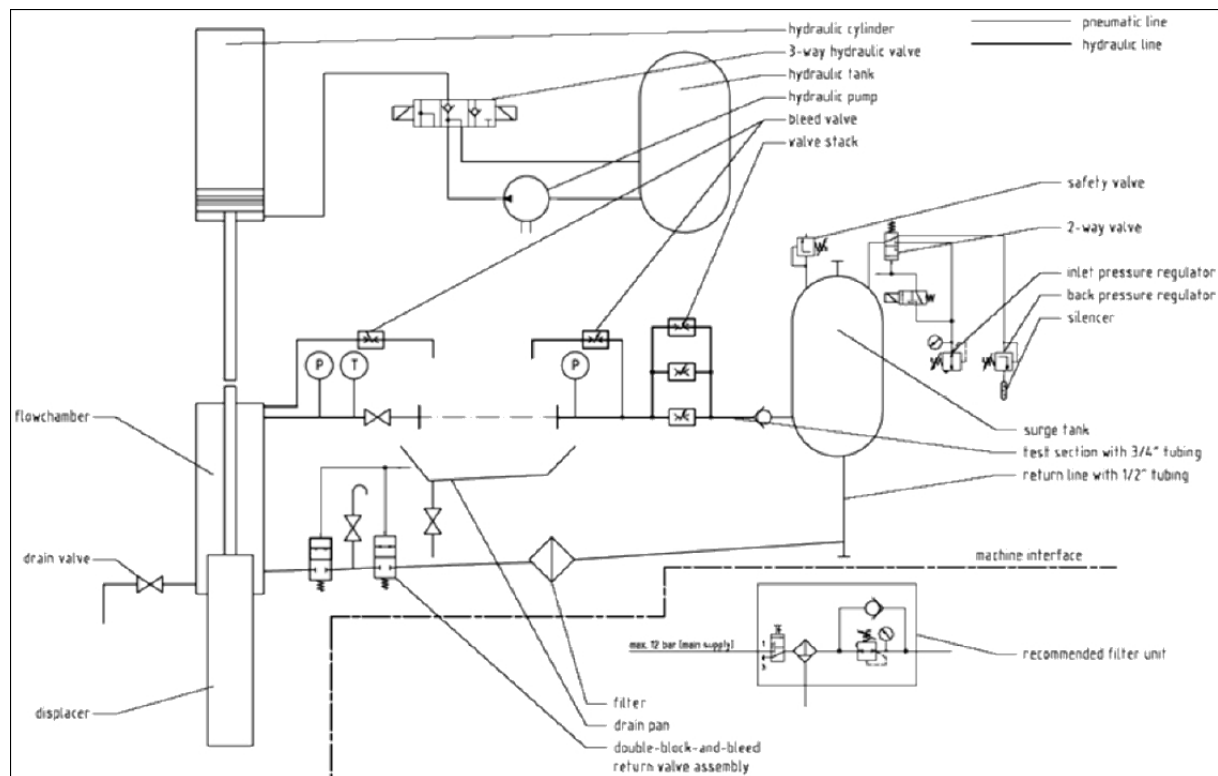 hydraulic cylinder
3-way hydraulic valve
hydraulic tank
hydraulic pump
bleed valve
valve stack
pneumatic line
hydraulic line
safety valve
2-way valve
inlet pressure regulator
back pressure regulator
silencer
P
T
P
flowchamber
surge tank
test section with 3/4" tubing
return line with 1/2" tubing
drain valve
machine interface
max. 12 bar (main supply)
1
3
recommended filter unit
displacer
filter
drain pan
double-block-and-bleed
return valve assembly